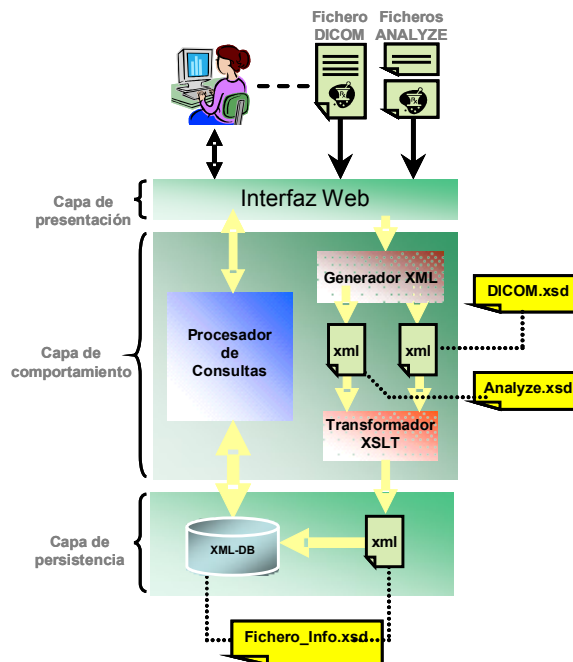 Fichero
DICOM
Ficheros
ANALYZE
Capa de
presentación
Interfaz Web
Generador XML
DICOM.xsd
Capa de
comportamiento
Procesador
de
Consultas
xml
xml
Analyze.xsd
Transformador
XSLT
Capa de
persistencia
XML-DB
xml
Fichero_Info.xsd